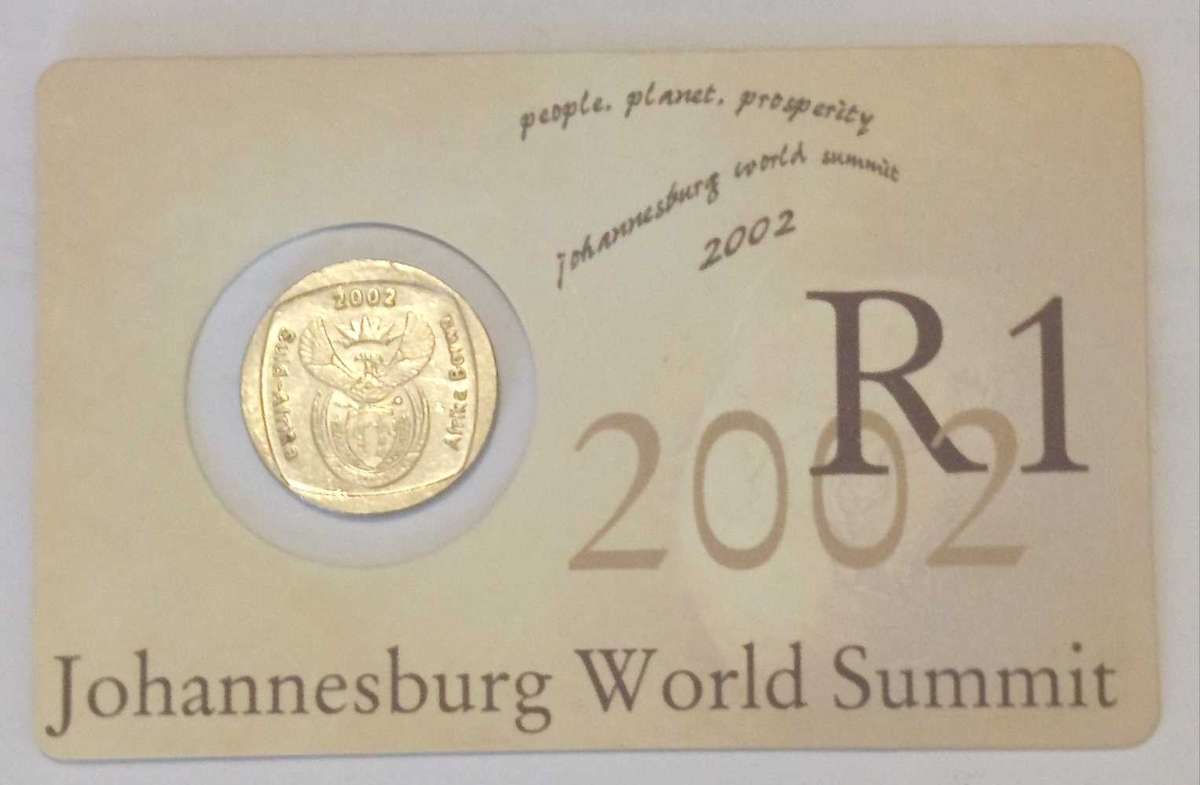 people. planet. prosperity
johannesburg world summit
2002
R1
2002
Johannesburg World Summit
2002
Suid-Afrika
Afrika Borwa